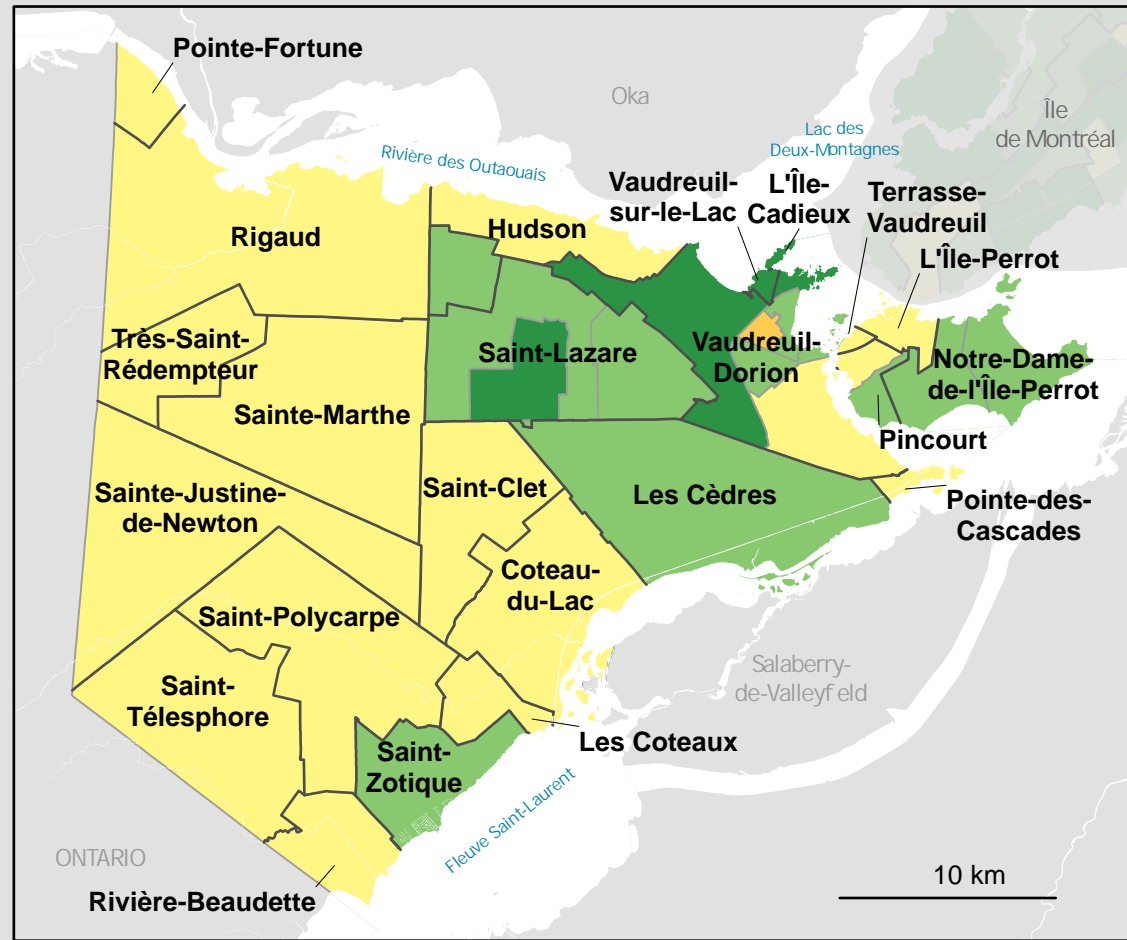 Pointe-Fortune
Oka
Île
de Montréal
Lac des
Deux-Montagnes
Rivière des Outaouais
Vaudreuil-
sur-le-Lac
L'Île-
Cadieux
Terrasse-
Vaudreuil
L'Île-Perrot
Hudson
Rigaud
Très-Saint-
Rédempteur
Saint-Lazare
Vaudreuil-
Dorion
Notre-Dame-
de-l'Île-Perrot
Sainte-Marthe
Pincourt
Sainte-Justine-
de-Newton
Saint-Clet
Les Cèdres
Pointe-des-
Cascades
Coteau-
du-Lac
Saint-Polycarpe
Salaberry-
de-Valleyf eld
Saint-
Télesphore
Les Coteaux
Saint-
Zotique
Fleuve Saint-Laurent
ONTARIO
10 km
Rivière-Beaudette